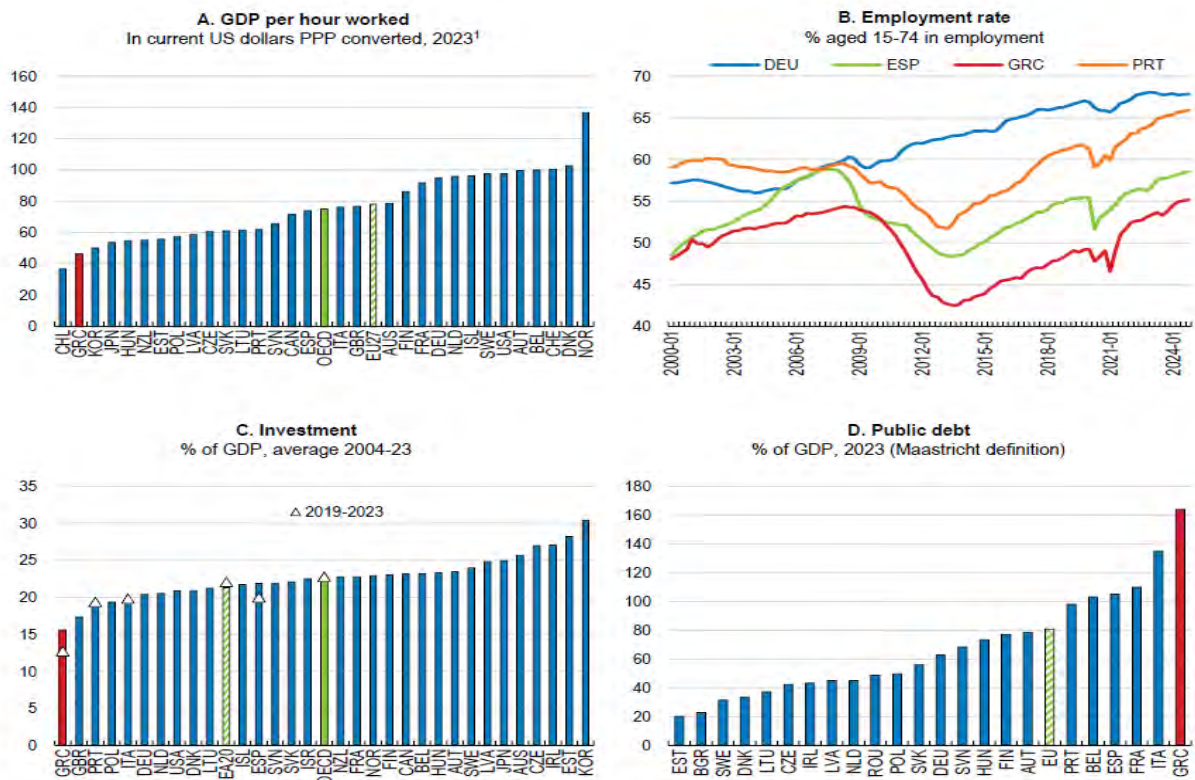 A. GDP per hour worked
In current US dollars PPP converted, 2023¹
160
140
120
100
80
60
40
20
0
CHL
GRC
KOR
JPN
HUN
NZL
EST
POL
LVA
CZE
SVK
LTU
PRT
SVN
CAN
ESP
OECD
ITA
GBR
EU27
AUS
FIN
FRA
DEU
NLD
ISL
SWE
USA
AUT
BEL
CHE
DNK
NOR
B. Employment rate
% aged 15-74 in employment
DEU
ESP
GRC
PRT
70
65
60
55
50
45
40
2000-01
2003-01
2006-01
2009-01
2012-01
2015-01
2018-01
2021-01
2024-01
C. Investment
% of GDP, average 2004-23
35
30
25
20
15
10
5
0
△ 2019-2023
GRC
GBR
PRT
POL
ITA
DEU
NLD
USA
DNK
LTU
EA20
ISL
ESP
SVN
SVK
ISR
OECD
NZL
FRA
NOR
FIN
CAN
BEL
HUN
AUT
SWE
LVA
JPN
AUS
CZE
IRL
EST
KOR
D. Public debt
% of GDP, 2023 (Maastricht definition)
180
160
140
120
100
80
60
40
20
0
EST
BGR
SWE
DNK
LTU
CZE
IRL
LVA
NLD
ROU
POL
SVK
DEU
SVN
HUN
FIN
AUT
EU
PRT
BEL
ESP
FRA
ITA
GRC